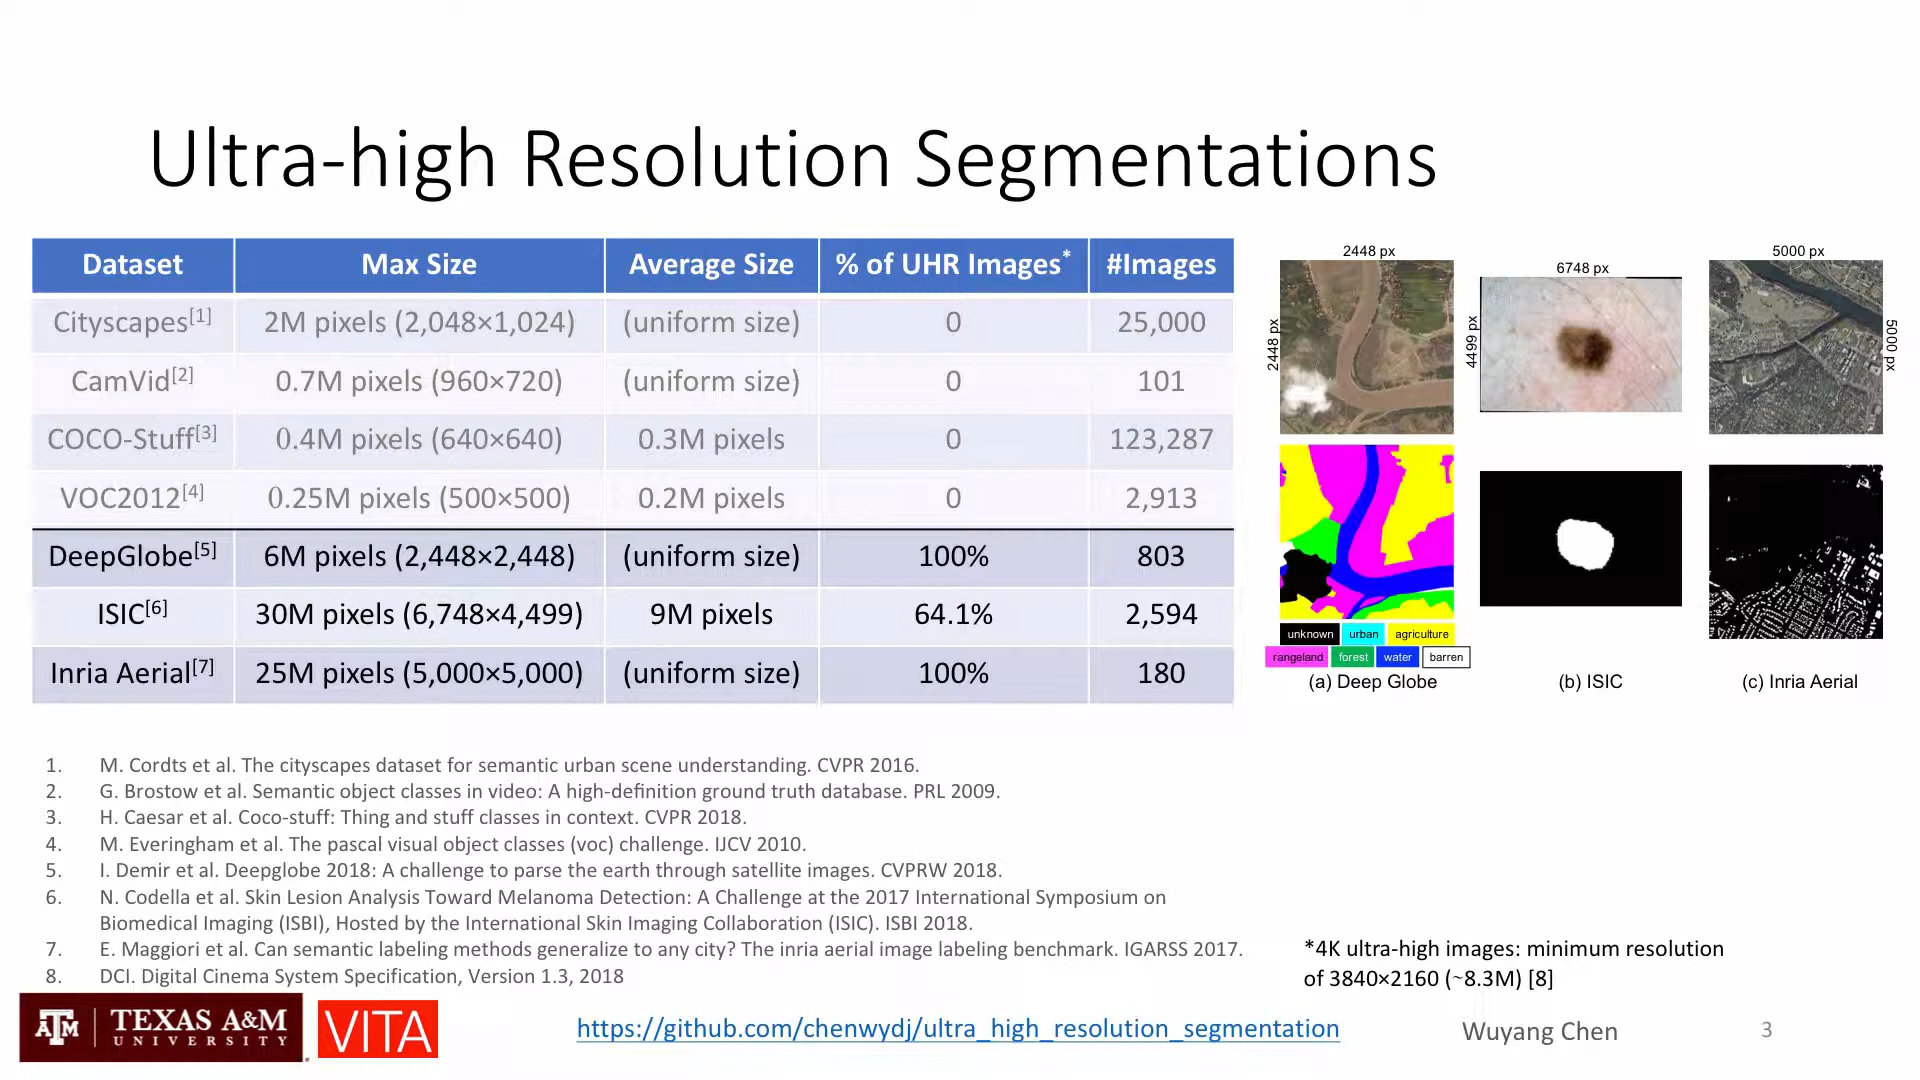 Ultra-high Resolution Segmentations
Dataset Max Size Average Size % of UHR Images* #Images
Cityscapes[1] 2M pixels (2,048×1,024) (uniform size) 0 25,000
CamVid[2] 0.7M pixels (960×720) (uniform size) 0 101
COCO-Stuff[3] 0.4M pixels (640×640) 0.3M pixels 0 123,287
VOC2012[4] 0.25M pixels (500×500) 0.2M pixels 0 2,913
DeepGlobe[5] 6M pixels (2,448×2,448) (uniform size) 100% 803
ISIC[6] 30M pixels (6,748×4,499) 9M pixels 64.1% 2,594
Inria Aerial[7] 25M pixels (5,000×5,000) (uniform size) 100% 180
2448 px
2448 px
6748 px
4499 px
5000 px
5000 px
unknown urban agriculture
rangeland forest water barren
(a) Deep Globe
(b) ISIC
(c) Inria Aerial
1. M. Cordts et al. The cityscapes dataset for semantic urban scene understanding. CVPR 2016.
2. G. Brostow et al. Semantic object classes in video: A high-definition ground truth database. PRL 2009.
3. H. Caesar et al. Coco-stuff: Thing and stuff classes in context. CVPR 2018.
4. M. Everingham et al. The pascal visual object classes (voc) challenge. IJCV 2010.
5. I. Demir et al. Deepglobe 2018: A challenge to parse the earth through satellite images. CVPRW 2018.
6. N. Codella et al. Skin Lesion Analysis Toward Melanoma Detection: A Challenge at the 2017 International Symposium on
Biomedical Imaging (ISBI), Hosted by the International Skin Imaging Collaboration (ISIC). ISBI 2018.
7. E. Maggiori et al. Can semantic labeling methods generalize to any city? The inria aerial image labeling benchmark. IGARSS 2017.
8. DCI. Digital Cinema System Specification, Version 1.3, 2018
*4K ultra-high images: minimum resolution
of 3840×2160 (~8.3M) [8]
ATM TEXAS A&M
UNIVERSITY
VITA
https://github.com/chenwydj/ultra_high_resolution_segmentation
Wuyang Chen
3